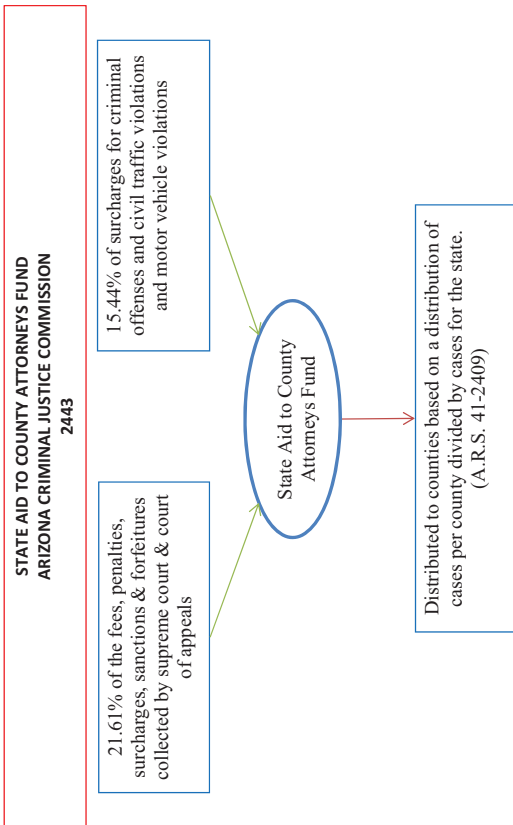 STATE AID TO COUNTY ATTORNEYS FUND
ARIZONA CRIMINAL JUSTICE COMMISSION
2443
21.61% of the fees, penalties,
surcharges, sanctions & forfeitures
collected by supreme court & court
of appeals
15.44% of surcharges for criminal
offenses and civil traffic violations
and motor vehicle violations
State Aid to County
Attorneys Fund
Distributed to counties based on a distribution of
cases per county divided by cases for the state.
(A.R.S. 41-2409)